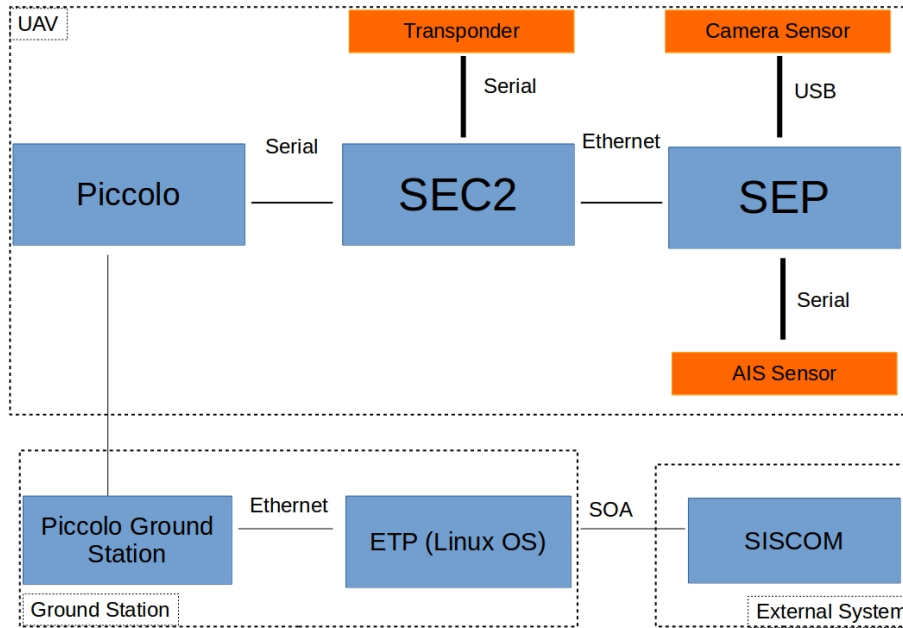 UAV
Transponder
Camera Sensor
Serial
USB
Serial
Ethernet
Piccolo
SEC2
SEP
Serial
AIS Sensor
Ethernet
SOA
Piccolo Ground
Station
ETP (Linux OS)
SISCOM
Ground Station
External System